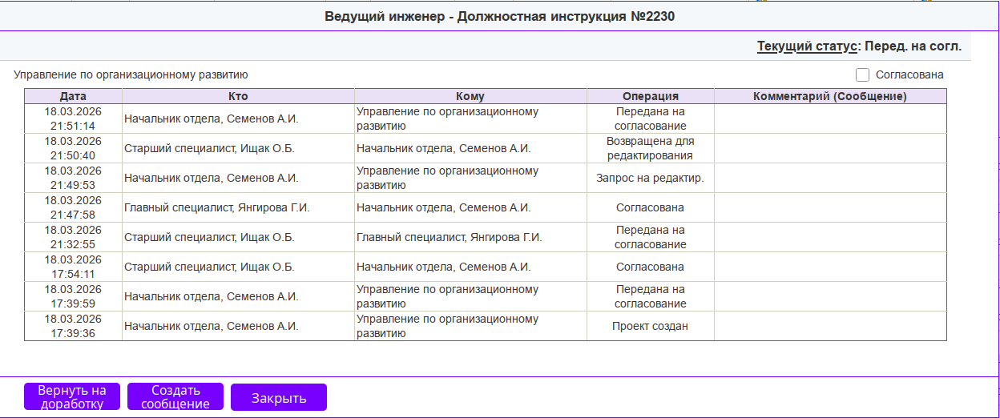 Ведущий инженер - Должностная инструкция №2230
Текущий статус: Перед. на согл.
Управление по организационному развитию
Согласована
Дата Кто Кому Операция Комментарий (Сообщение)
18.03.2026
21:51:14
Начальник отдела, Семенов А.И.
Управление по организационному
развитию
Передана на
согласование
18.03.2026
21:50:40
Старший специалист, Ищак О.Б.
Начальник отдела, Семенов А.И.
Возвращена для
редактирования
18.03.2026
21:49:53
Начальник отдела, Семенов А.И.
Управление по организационному
развитию
Запрос на редактир.
18.03.2026
21:47:58
Главный специалист, Янгирова Г.И.
Начальник отдела, Семенов А.И.
Согласована
18.03.2026
21:32:55
Старший специалист, Ищак О.Б.
Главный специалист, Янгирова Г.И.
Передана на
согласование
18.03.2026
17:54:11
Старший специалист, Ищак О.Б.
Начальник отдела, Семенов А.И.
Согласована
18.03.2026
17:39:59
Начальник отдела, Семенов А.И.
Управление по организационному
развитию
Передана на
согласование
18.03.2026
17:39:36
Начальник отдела, Семенов А.И.
Управление по организационному
развитию
Проект создан
Вернуть на
доработку
Создать
сообщение
Закрыть